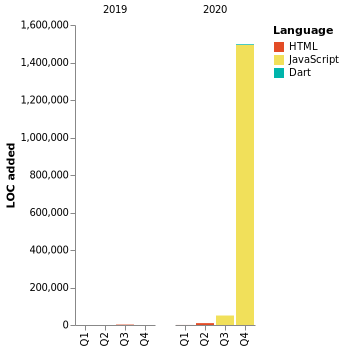 2019 2020
Language
HTML
JavaScript
Dart
LOC added
1,600,000
1,400,000
1,200,000
1,000,000
800,000
600,000
400,000
200,000
0
Q1 Q2 Q3 Q4 Q1 Q2 Q3 Q4